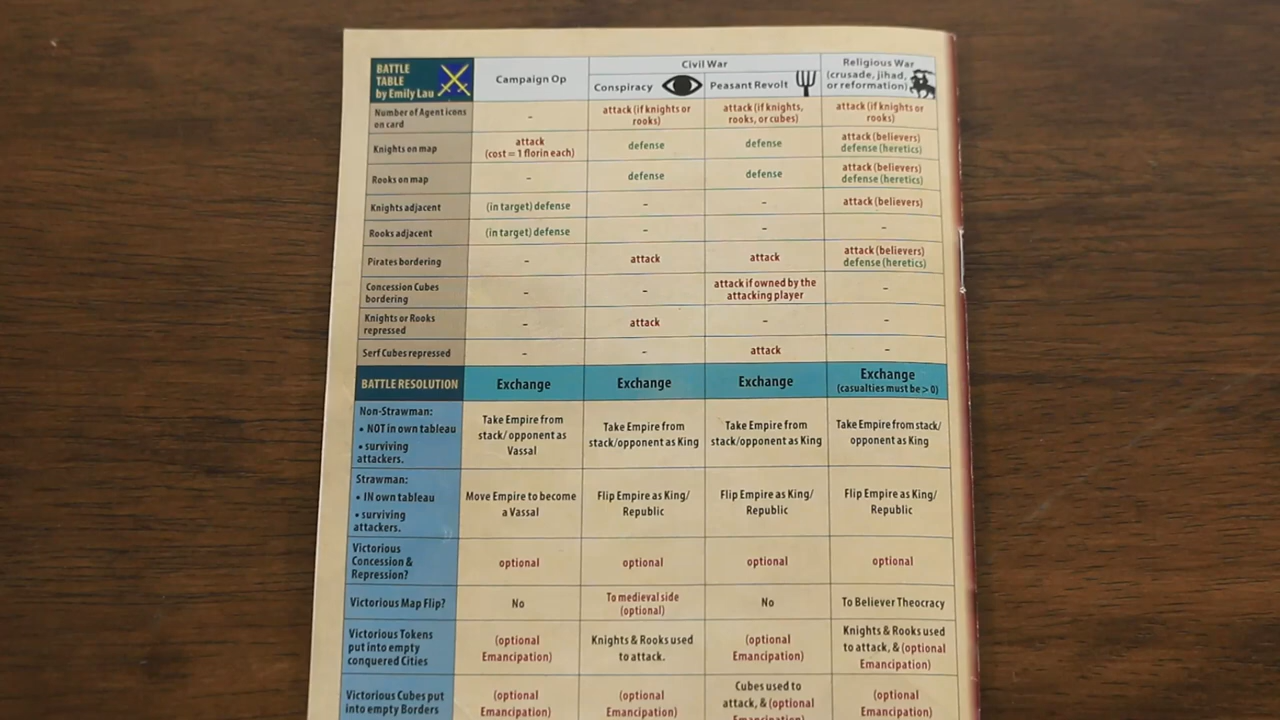 BATTLE
TABLE
by Emily Lau
Campaign Op
Civil War
Conspiracy
Peasant Revolt
Religious War
(crusade, jihad,
or reformation)
Number of Agent icons
on card
-
attack (if knights or
rooks)
attack (if knights,
rooks, or cubes)
attack (if knights or
rooks)
Knights on map
attack
(cost = 1 florin each)
defense
defense
attack (believers)
defense (heretics)
Rooks on map
-
defense
defense
attack (believers)
defense (heretics)
Knights adjacent
(in target) defense
-
-
attack (believers)
Rooks adjacent
(in target) defense
-
-
-
Pirates bordering
-
attack
attack
attack (believers)
defense (heretics)
Concession Cubes
bordering
-
-
attack if owned by the
attacking player
-
Knights or Rooks
repressed
-
attack
-
-
Serf Cubes repressed
-
-
attack
-
BATTLE RESOLUTION
Exchange
Exchange
Exchange
Exchange
(casualties must be > 0)
Non-Strawman:
• NOT in own tableau
• surviving
attackers.
Take Empire from
stack/opponent as
Vassal
Take Empire from
stack/opponent as King
Take Empire from
stack/opponent as King
Take Empire from stack/
opponent as King
Strawman:
• IN own tableau
• surviving
attackers.
Move Empire to become
a Vassal
Flip Empire as King/
Republic
Flip Empire as King/
Republic
Flip Empire as King/
Republic
Victorious
Concession &
Repression?
optional
optional
optional
optional
Victorious Map Flip?
No
To medieval side
(optional)
No
To Believer Theocracy
Victorious Tokens
put into empty
conquered Cities
(optional
Emancipation)
Knights & Rooks used
to attack.
(optional
Emancipation)
Knights & Rooks used
to attack, & (optional
Emancipation)
Victorious Cubes put
into empty Borders
(optional
Emancipation)
(optional
Emancipation)
Cubes used to
attack, & (optional
Emancipation)
(optional
Emancipation)